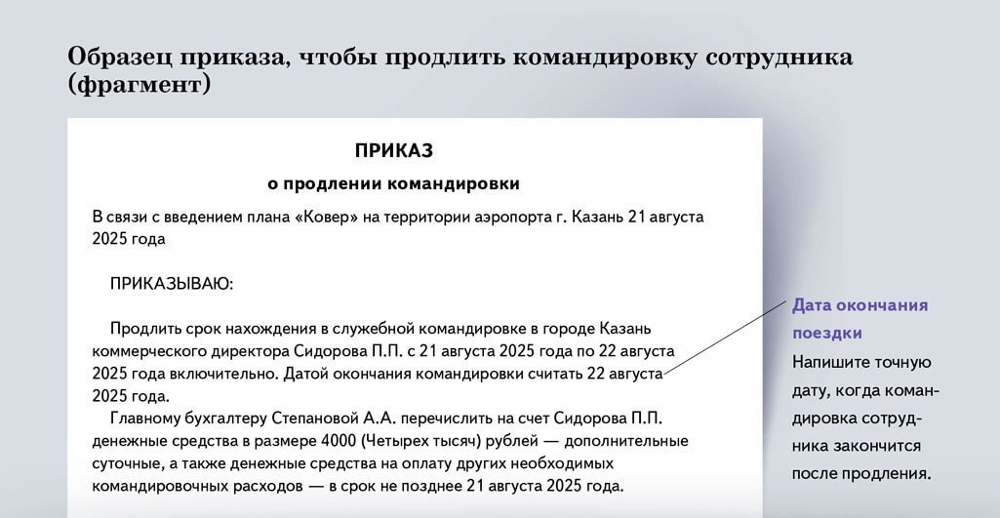 Образец приказа, чтобы продлить командировку сотрудника
(фрагмент)
ПРИКАЗ
о продлении командировки
В связи с введением плана «Ковер» на территории аэропорта г. Казань 21 августа
2025 года
ПРИКАЗЫВАЮ:
Продлить срок нахождения в служебной командировке в городе Казань
коммерческого директора Сидорова П.П. с 21 августа 2025 года по 22 августа
2025 года включительно. Датой окончания командировки считать 22 августа
2025 года.
Главному бухгалтеру Степановой А.А. перечислить на счет Сидорова П.П.
денежные средства в размере 4000 (Четырех тысяч) рублей — дополнительные
суточные, а также денежные средства на оплату других необходимых
командировочных расходов — в срок не позднее 21 августа 2025 года.
Дата окончания
поездки
Напишите точную
дату, когда коман-
дировка сотруд-
ника закончится
после продления.